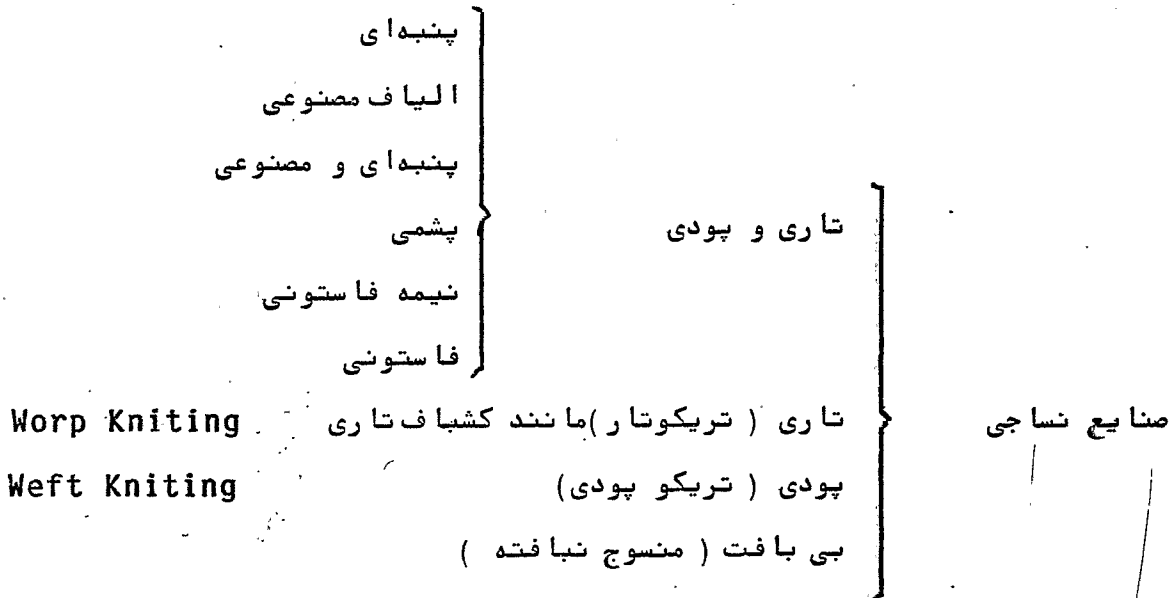 پنبه‌ای
الیاف مصنوعی
پنبه‌ای و مصنوعی
تاری و پودی
پشمی
نیمه فاستونی
فاستونی
صنایع نساجی
تاری ( تریکوتار )مانند کشباف تاری Worp Kniting
پودی ( تریکو پودی) Weft Kniting
بی بافت ( منسوج نبافته )